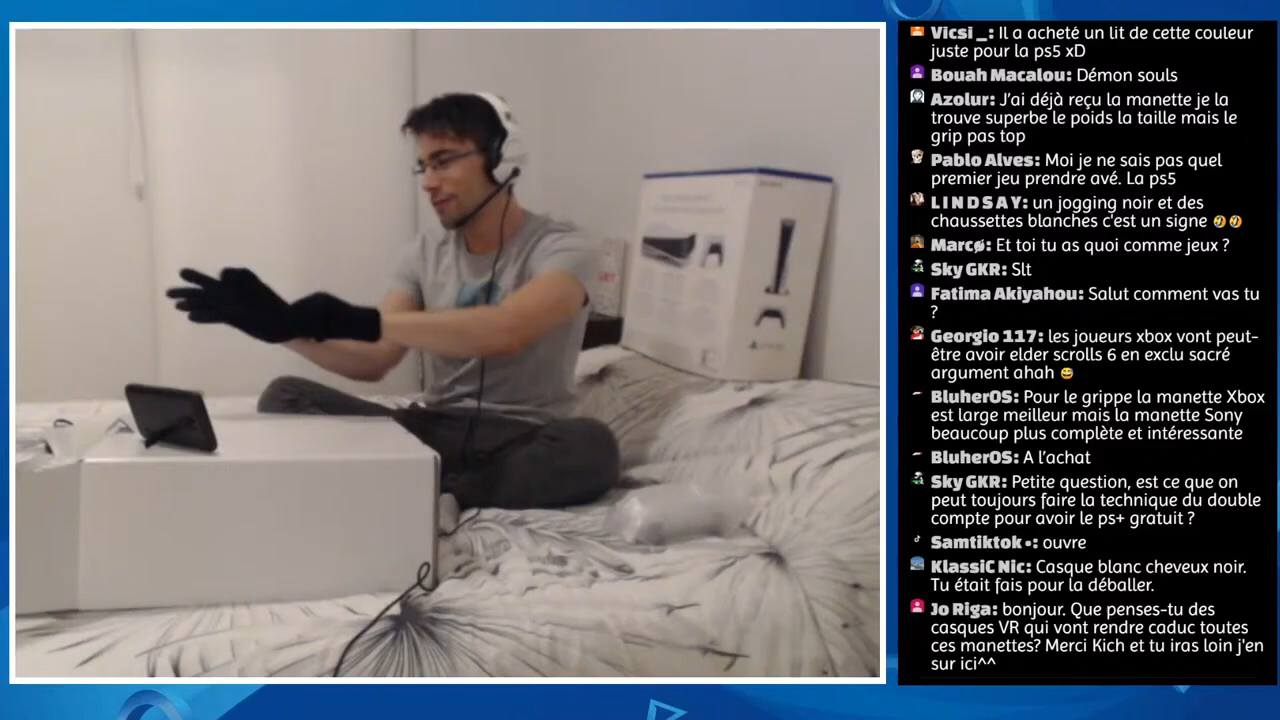 Vicsi _: Il a acheté un lit de cette couleur
juste pour la ps5 xD
Bouah Macalou: Démon souls
Azolur: J'ai déjà reçu la manette je la
trouve superbe le poids la taille mais le
grip pas top
Pablo Alves: Moi je ne sais pas quel
premier jeu prendre avé. La ps5
L I N D S A Y: un jogging noir et des
chaussettes blanches c'est un signe 🤣🤣
Marcø: Et toi tu as quoi comme jeux ?
Sky GKR: Slt
Fatima Akiyahou: Salut comment vas tu
?
Georgio 117: les joueurs xbox vont peut-
être avoir elder scrolls 6 en exclu sacré
argument ahah 😅
BluherOS: Pour le grippe la manette Xbox
est large meilleur mais la manette Sony
beaucoup plus complète et intéressante
BluherOS: A l'achat
Sky GKR: Petite question, est ce que on
peut toujours faire la technique du double
compte pour avoir le ps+ gratuit ?
Samtiktok •: ouvre
KlassiC Nic: Casque blanc cheveux noir.
Tu était fais pour la déballer.
Jo Riga: bonjour. Que penses-tu des
casques VR qui vont rendre caduc toutes
ces manettes? Merci Kich et tu iras loin j'en
sur ici^^